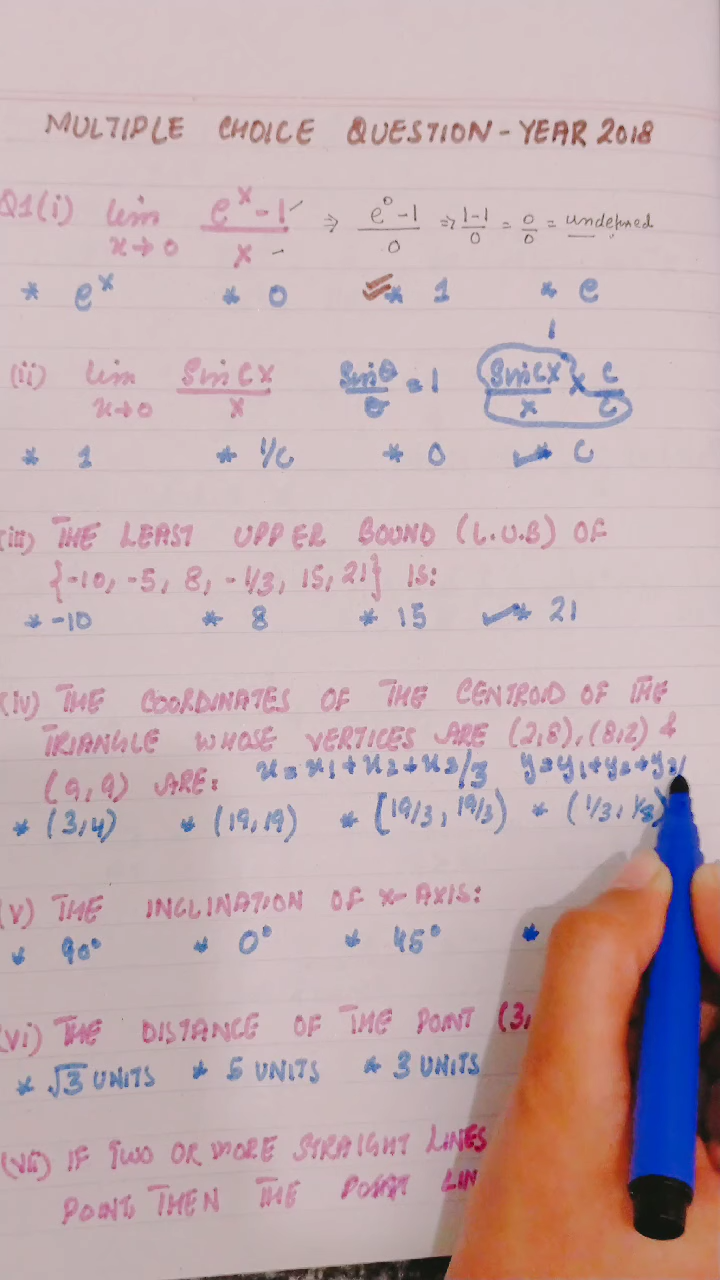 MULTIPLE CHOICE QUESTION - YEAR 2018
Q1(i) lim x→0 (e^x - 1)/x ⇒ (e^0 - 1)/0 ⇒ (1-1)/0 = 0/0 = undefined
* e^x * 0 * 1 * e
1
(ii) lim x→0 Sin Cx/x Sinθ/θ = 1 Sin Cx/x × C/C
* 1 * 1/C * 0 * C
(iii) THE LEAST UPPER BOUND (L.U.B) OF
{-10, -5, 8, -1/3, 15, 21} IS:
* -10 * 8 * 15 * 21
(iv) THE COORDINATES OF THE CENTROID OF THE
TRIANGLE WHOSE VERTICES ARE (2,8), (8,2) &
(9,9) ARE: x = x1 + x2 + x3/3 y = y1 + y2 + y3/
* (3,4) * (19,19) * [19/3, 19/3) * (1/3, 1/8)
(v) THE INCLINATION OF X-AXIS:
* 90° * 0° * 45° *
(vi) THE DISTANCE OF THE POINT (3,
* √3 UNITS * 5 UNITS * 3 UNITS
(vii) IF TWO OR MORE STRAIGHT LINES
POINT, THEN THE LIN